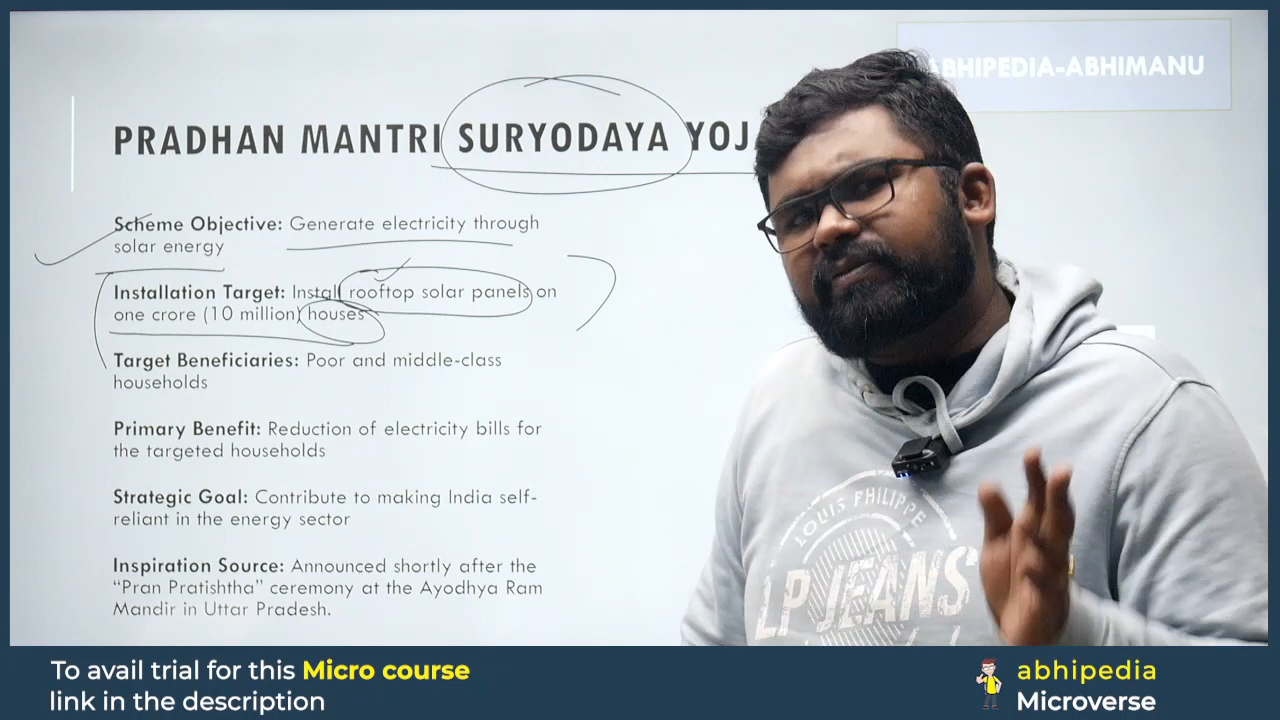 ABHIPEDIA-ABHIMANU
PRADHAN MANTRI SURYODAYA YOJ
Scheme Objective: Generate electricity through
solar energy
Installation Target: Install rooftop solar panels on
one crore (10 million) houses
Target Beneficiaries: Poor and middle-class
households
Primary Benefit: Reduction of electricity bills for
the targeted households
Strategic Goal: Contribute to making India self-
reliant in the energy sector
Inspiration Source: Announced shortly after the
“Pran Pratishtha” ceremony at the Ayodhya Ram
Mandir in Uttar Pradesh.
LOUIS PHILIPPE
LP JEANS
To avail trial for this Micro course
link in the description
abhipedia
Microverse